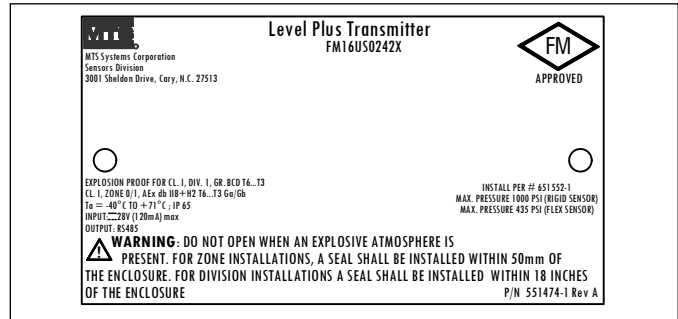 MTS
Level Plus Transmitter
FM16US0242X
FM
APPROVED
MTS Systems Corporation
Sensors Division
3001 Sheldon Drive, Cary, N.C. 27513
EXPLOSION PROOF FOR CL. I, DIV. 1, GR. BCD T6...T3
CL. I, ZONE 0/1, AEx db IIB+H2 T6...T3 Ga/Gb
Ta = -40°C TO +71°C ; IP 65
INPUT:⎓28V (120mA) max
OUTPUT: RS485
INSTALL PER # 651552-1
MAX. PRESSURE 1000 PSI (RIGID SENSOR)
MAX. PRESSURE 435 PSI (FLEX SENSOR)
WARNING: DO NOT OPEN WHEN AN EXPLOSIVE ATMOSPHERE IS
PRESENT. FOR ZONE INSTALLATIONS, A SEAL SHALL BE INSTALLED WITHIN 50mm OF
THE ENCLOSURE. FOR DIVISION INSTALLATIONS A SEAL SHALL BE INSTALLED WITHIN 18 INCHES
OF THE ENCLOSURE
P/N 551474-1 Rev A